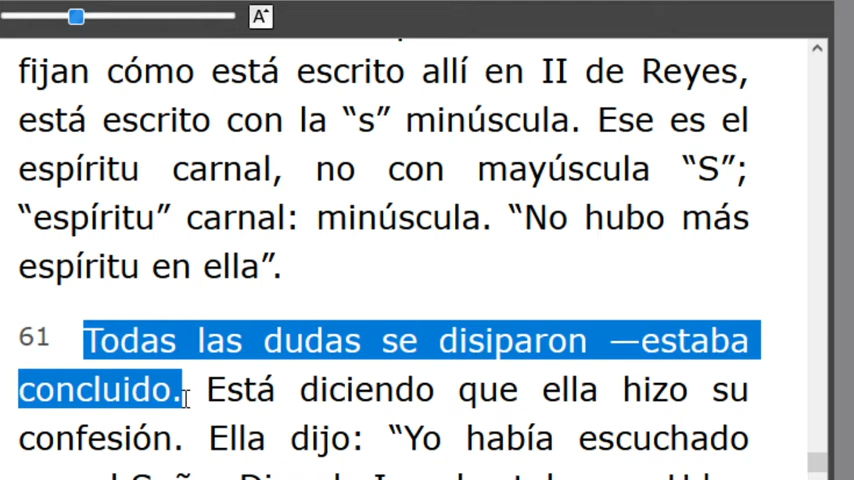 A
fijan cómo está escrito allí en II de Reyes,
está escrito con la “s” minúscula. Ese es el
espíritu carnal, no con mayúscula “S”;
“espíritu” carnal: minúscula. “No hubo más
espíritu en ella”.
61 Todas las dudas se disiparon —estaba
concluido. Está diciendo que ella hizo su
confesión. Ella dijo: “Yo había escuchado